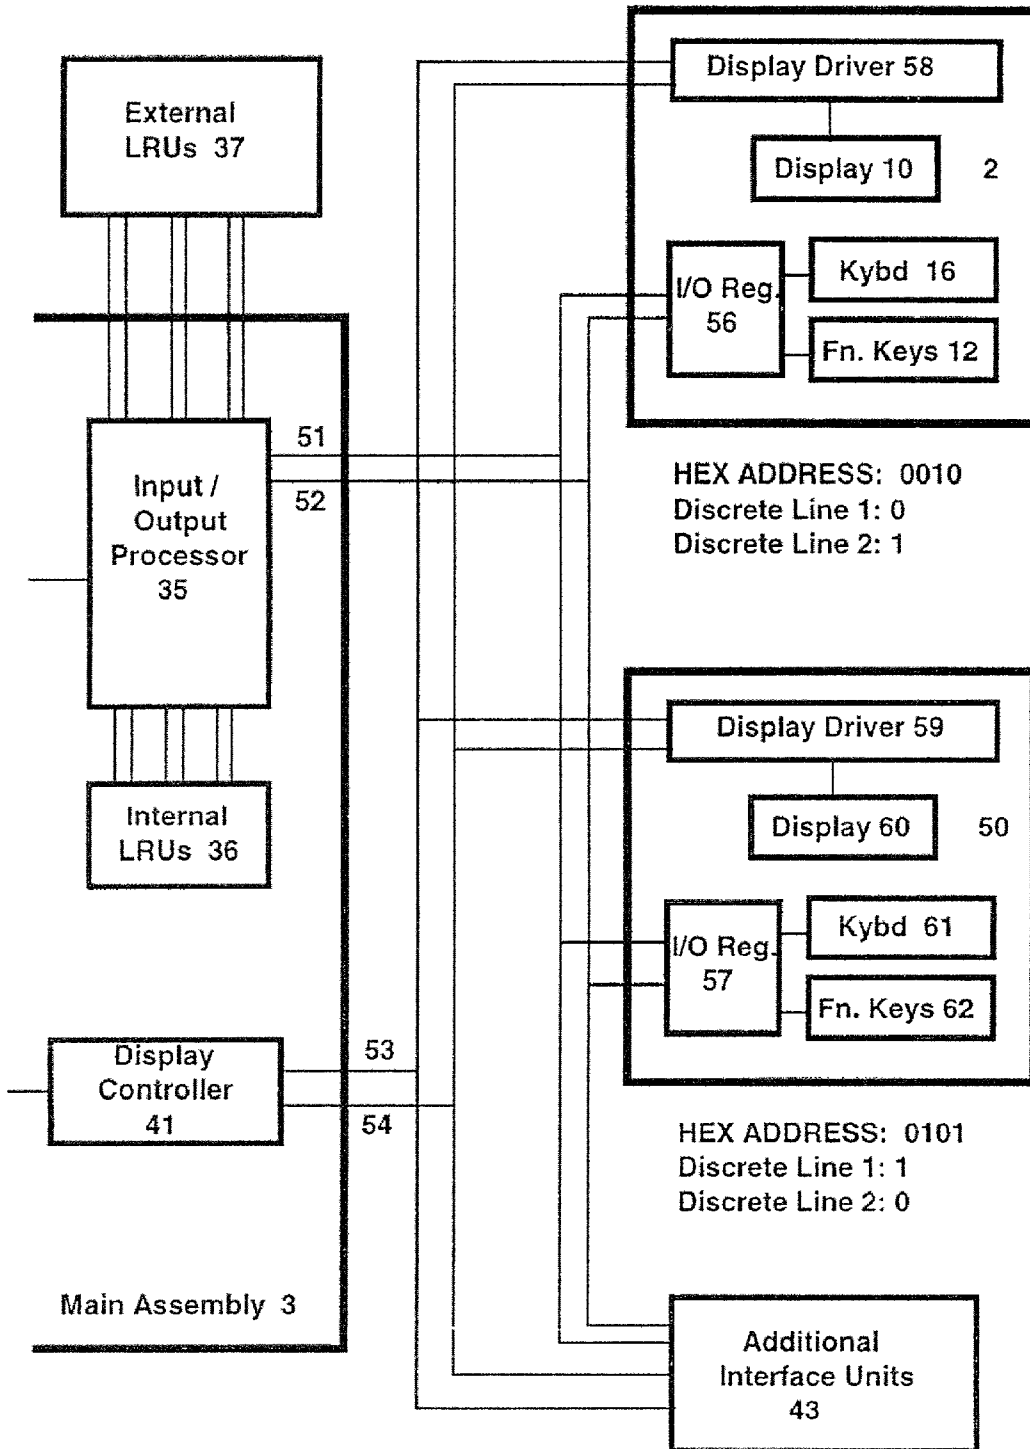 External
LRUs 37
Input /
Output
Processor
35
51
52
Internal
LRUs 36
Display
Controller
41
53
54
Main Assembly 3
Display Driver 58
Display 10
2
I/O Reg.
56
Kybd 16
Fn. Keys 12
HEX ADDRESS: 0010
Discrete Line 1: 0
Discrete Line 2: 1
Display Driver 59
Display 60
50
I/O Reg.
57
Kybd 61
Fn. Keys 62
HEX ADDRESS: 0101
Discrete Line 1: 1
Discrete Line 2: 0
Additional
Interface Units
43